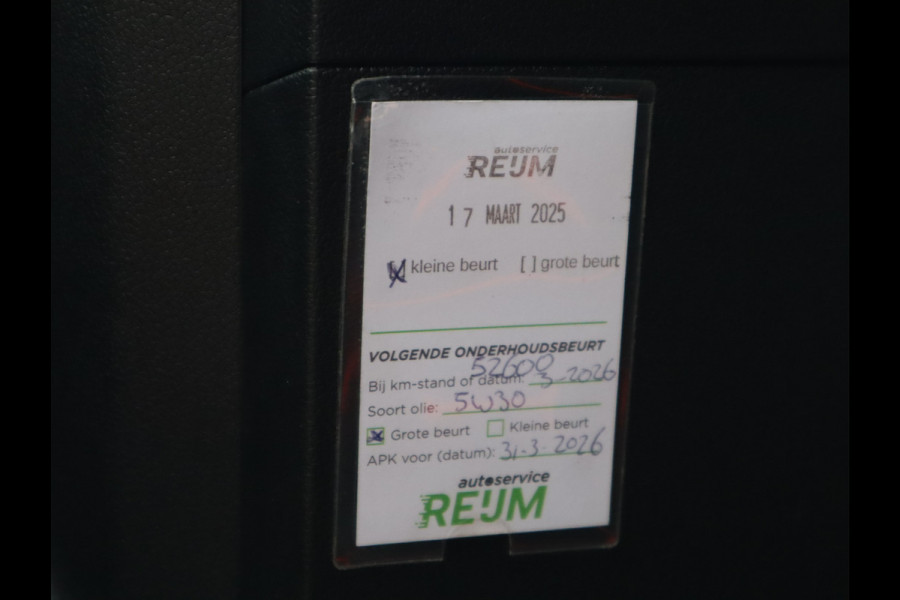 autoservice
REIJM
17 MAART 2025
[x] kleine beurt [ ] grote beurt
VOLGENDE ONDERHOUDSBEURT
52600
Bij km-stand of datum: 3-2026
Soort olie: 5W30
Grote beurt Kleine beurt
APK voor (datum): 31-3-2026
autoservice
REIJM